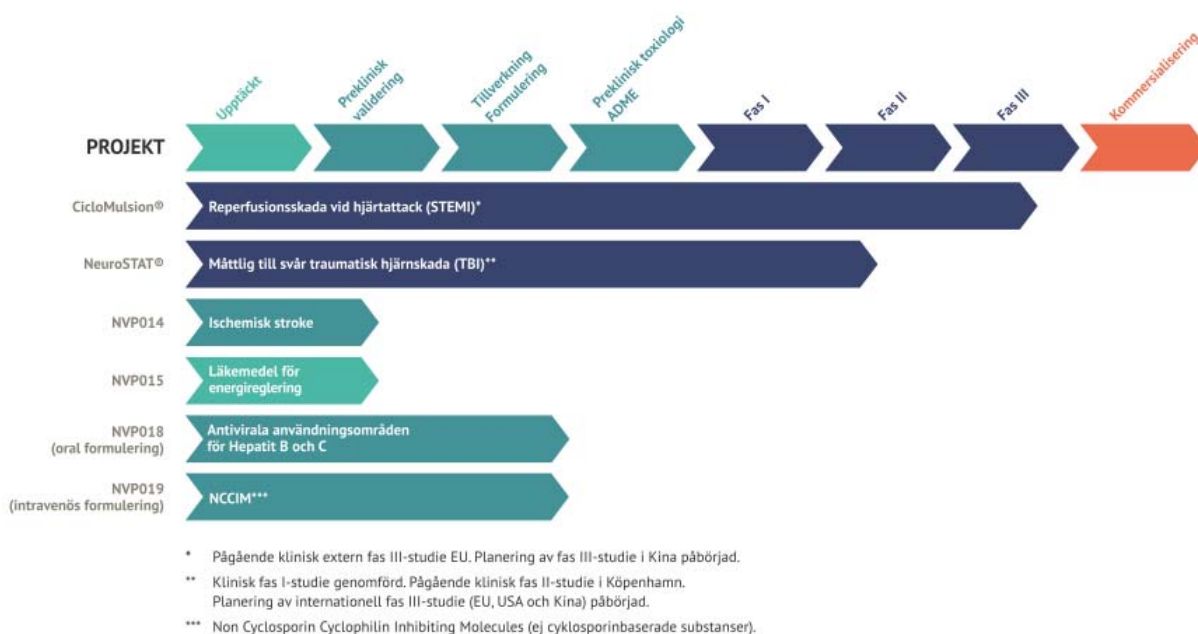 Upptäckt
Preklinisk
validering
Tillverkning
Formulering
Preklinisk toxiologi
ADME
Fas I
Fas II
Fas III
Kommersialisering
PROJEKT
CicloMulsion®
Reperfusionsskada vid hjärtattack (STEMI)*
NeuroSTAT®
Måttlig till svår traumatisk hjärnskada (TBI)**
NVP014
Ischemisk stroke
NVP015
Läkemedel för
energireglering
NVP018
(oral formulering)
Antivirala användningsområden
för Hepatit B och C
NVP019
(intravenös formulering)
NCCIM***
* Pågående klinisk extern fas III-studie EU. Planering av fas III-studie i Kina påbörjad.
** Klinisk fas I-studie genomförd. Pågående klinisk fas II-studie i Köpenhamn.
Planering av internationell fas III-studie (EU, USA och Kina) påbörjad.
*** Non Cyclosporin Cyclophilin Inhibiting Molecules (ej cyklosporinbaserade substanser).